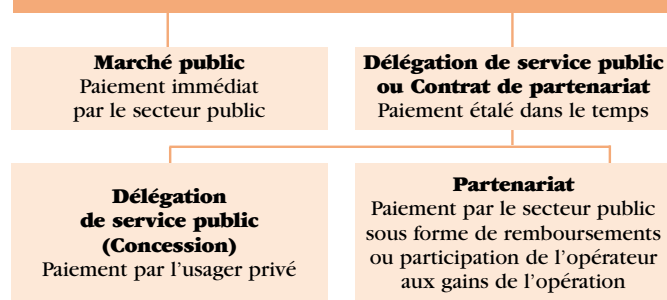 Marché public
Paiement immédiat
par le secteur public
Délégation de service public
ou Contrat de partenariat
Paiement étalé dans le temps
Délégation
de service public
(Concession)
Paiement par l'usager privé
Partenariat
Paiement par le secteur public
sous forme de remboursements
ou participation de l'opérateur
aux gains de l'opération